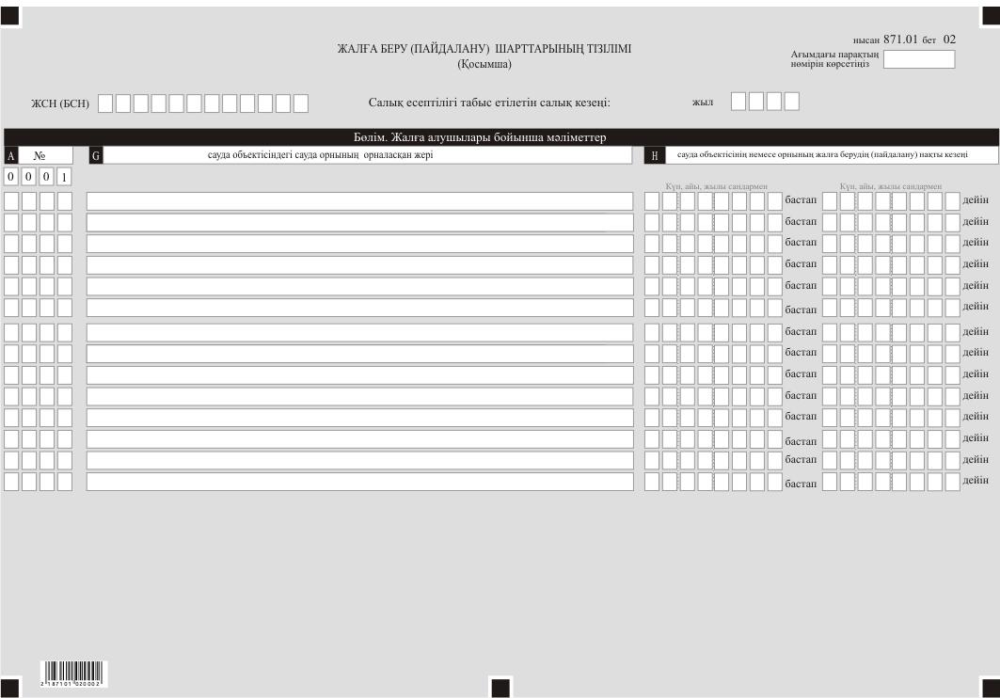 нысан 871.01 бет 02
ЖАЛҒА БЕРУ (ПАЙДАЛАНУ) ШАРТТАРЫНЫҢ ТІЗІЛІМІ
(Қосымша)
Ағымдағы парақтың
нөмірін көрсетіңіз
ЖСН (БСН) Салық есептілігі табыс етілетін салық кезеңі: жыл
Бөлім. Жалға алушылары бойынша мәліметтер
A № G сауда объектісіндегі сауда орнының орналасқан жері H сауда объектісінің немесе орнының жалға берудің (пайдалану) нақты кезеңі
0 0 0 1
Күн, айы, жылы сандармен Күн, айы, жылы сандармен
бастап дейін
бастап дейін
бастап дейін
бастап дейін
бастап дейін
бастап дейін
бастап дейін
бастап дейін
бастап дейін
бастап дейін
бастап дейін
бастап дейін
бастап дейін
бастап дейін
2 187101 020002